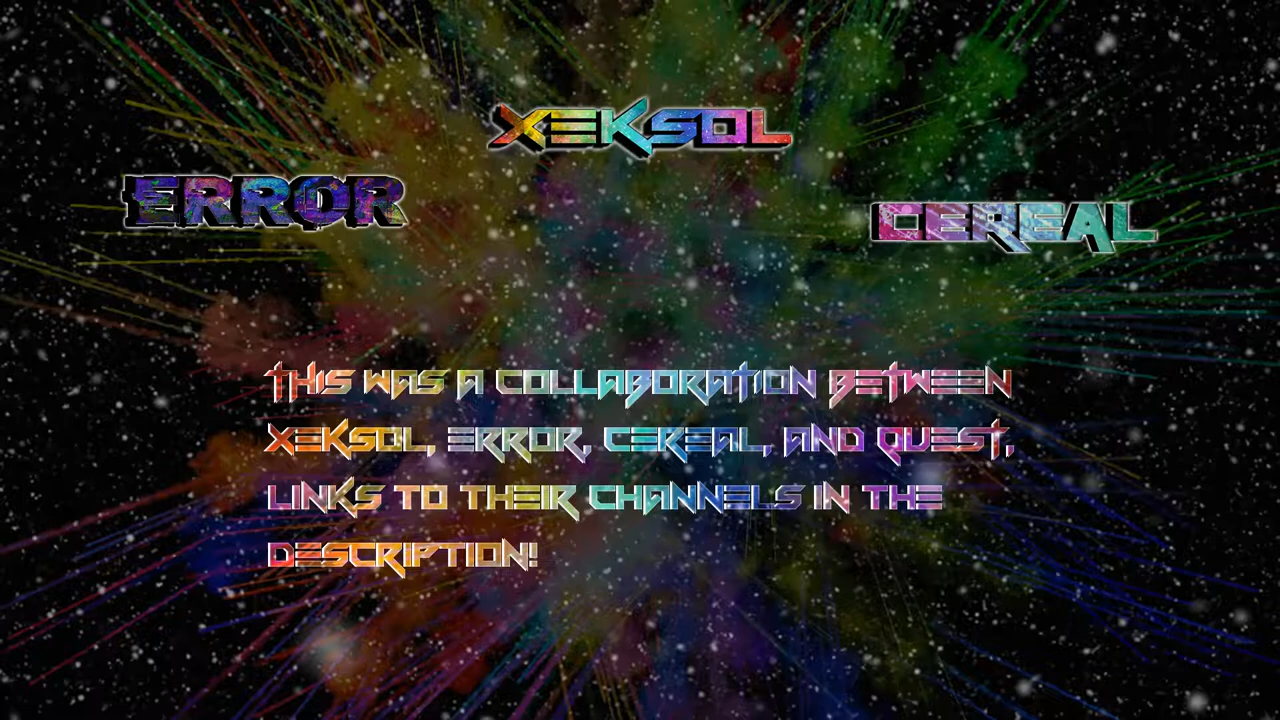 XEKSOL
ERROR
CEREAL
THIS WAS A COLLABORATION BETWEEN
XEKSOL, ERROR, CEREAL, AND QUEST,
LINKS TO THEIR CHANNELS IN THE
DESCRIPTION!